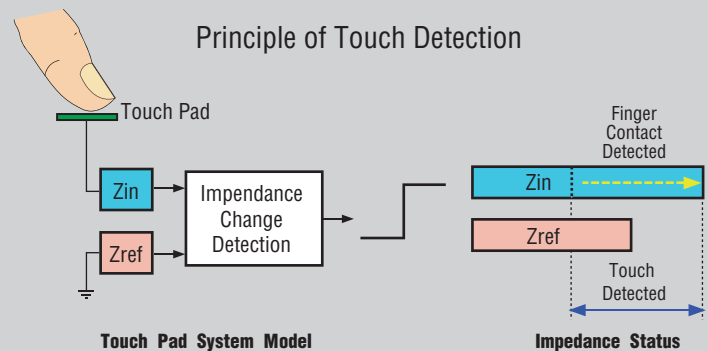 Principle of Touch Detection
Touch Pad
Zin
Zref
Impendance
Change
Detection
Finger
Contact
Detected
Zin
Zref
Touch
Detected
Touch Pad System Model
Impedance Status